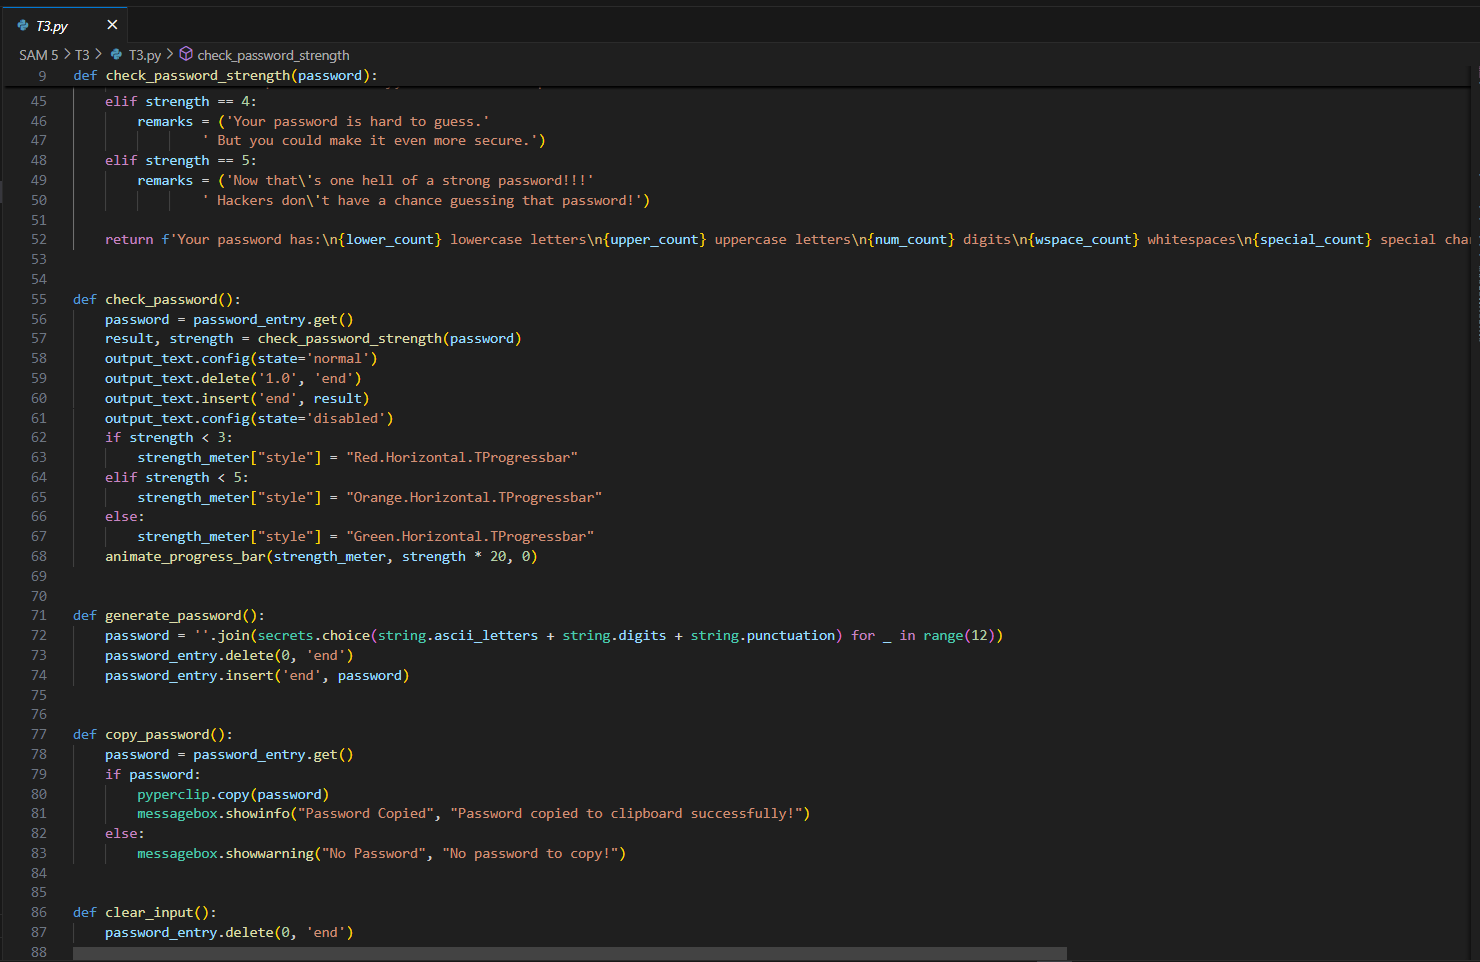 T3.py
SAM 5 > T3 > T3.py > check_password_strength
9 def check_password_strength(password):
45 elif strength == 4:
46 remarks = ('Your password is hard to guess.'
47 ' But you could make it even more secure.')
48 elif strength == 5:
49 remarks = ('Now that\'s one hell of a strong password!!!'
50 ' Hackers don\'t have a chance guessing that password!')
51
52 return f'Your password has:\n{lower_count} lowercase letters\n{upper_count} uppercase letters\n{num_count} digits\n{wspace_count} whitespaces\n{special_count} special cha
53
54
55 def check_password():
56 password = password_entry.get()
57 result, strength = check_password_strength(password)
58 output_text.config(state='normal')
59 output_text.delete('1.0', 'end')
60 output_text.insert('end', result)
61 output_text.config(state='disabled')
62 if strength < 3:
63 strength_meter["style"] = "Red.Horizontal.TProgressbar"
64 elif strength < 5:
65 strength_meter["style"] = "Orange.Horizontal.TProgressbar"
66 else:
67 strength_meter["style"] = "Green.Horizontal.TProgressbar"
68 animate_progress_bar(strength_meter, strength * 20, 0)
69
70
71 def generate_password():
72 password = ''.join(secrets.choice(string.ascii_letters + string.digits + string.punctuation) for _ in range(12))
73 password_entry.delete(0, 'end')
74 password_entry.insert('end', password)
75
76
77 def copy_password():
78 password = password_entry.get()
79 if password:
80 pyperclip.copy(password)
81 messagebox.showinfo("Password Copied", "Password copied to clipboard successfully!")
82 else:
83 messagebox.showwarning("No Password", "No password to copy!")
84
85
86 def clear_input():
87 password_entry.delete(0, 'end')
88